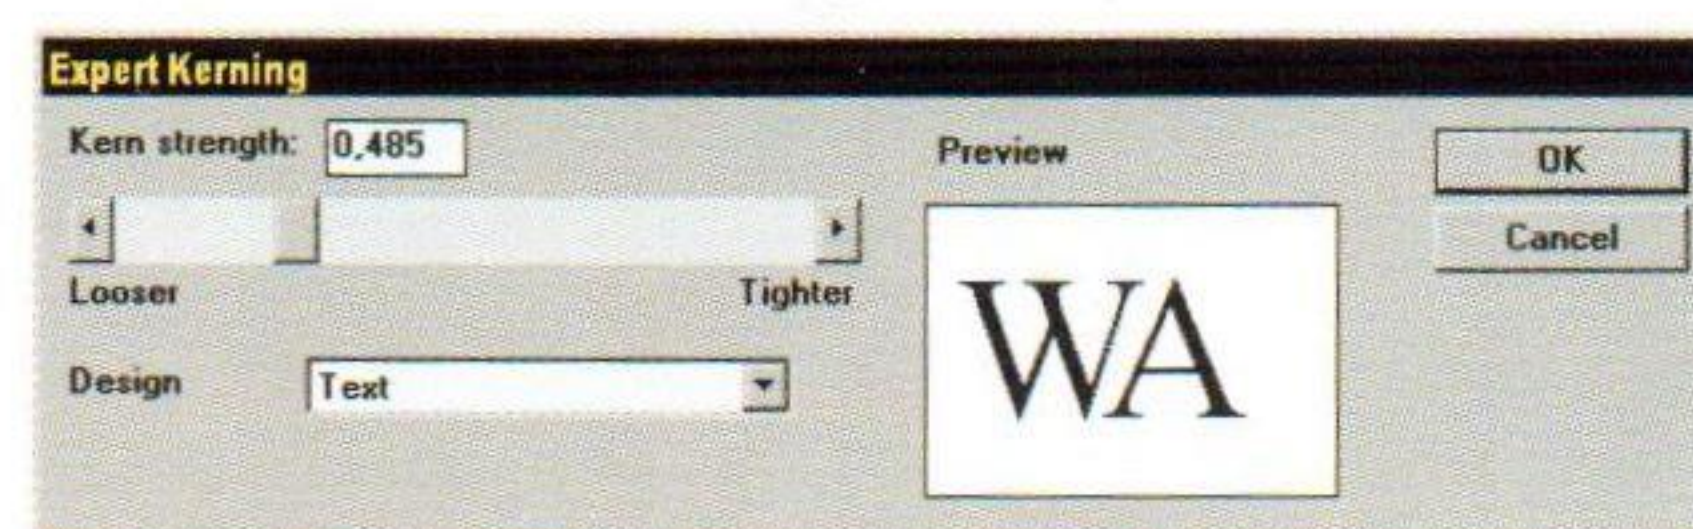 Expert Kerning
Kern strength: 0,485
Looser Tighter
Design Text
Preview
WA
OK
Cancel